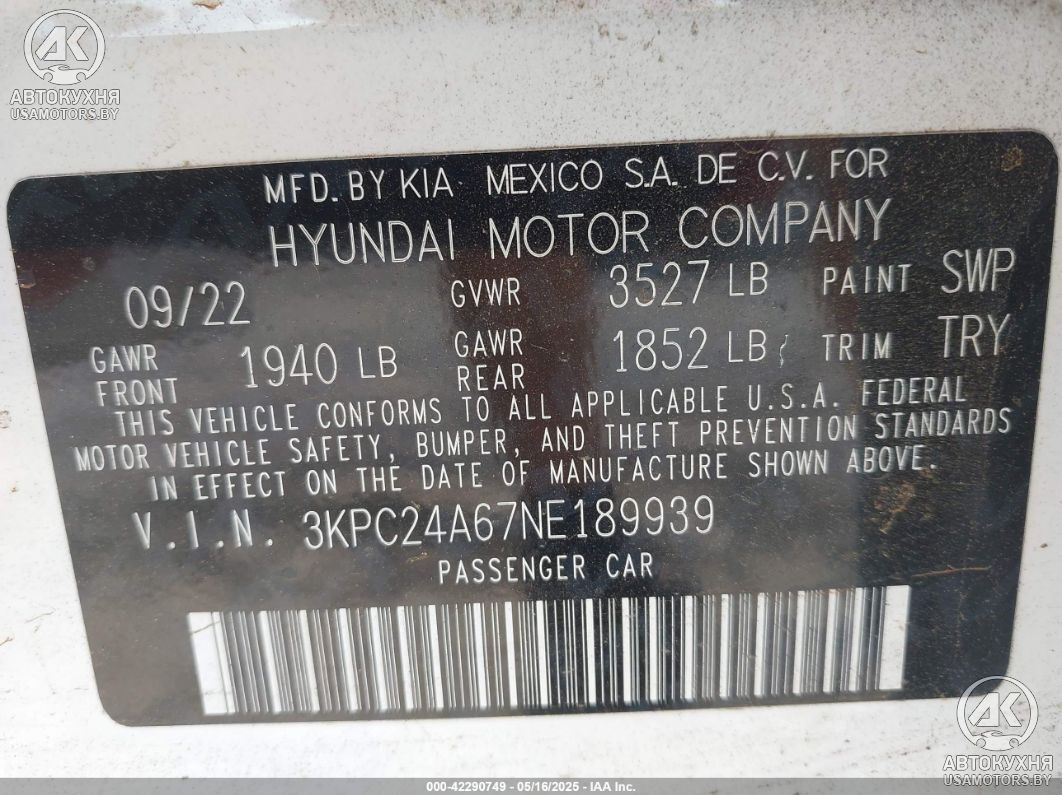 АК
АВТОКУХНЯ
USAMOTORS.BY
MFD. BY KIA MEXICO S.A. DE C.V. FOR
HYUNDAI MOTOR COMPANY
09/22 GVWR 3527 LB PAINT SWP
GAWR FRONT 1940 LB GAWR REAR 1852 LB TRIM TRY
THIS VEHICLE CONFORMS TO ALL APPLICABLE U.S.A. FEDERAL
MOTOR VEHICLE SAFETY, BUMPER, AND THEFT PREVENTION STANDARDS
IN EFFECT ON THE DATE OF MANUFACTURE SHOWN ABOVE.
V.I.N. 3KPC24A67NE189939
PASSENGER CAR
АК
АВТОКУХНЯ
USAMOTORS.BY
000-42290749 - 05/16/2025 - IAA Inc.